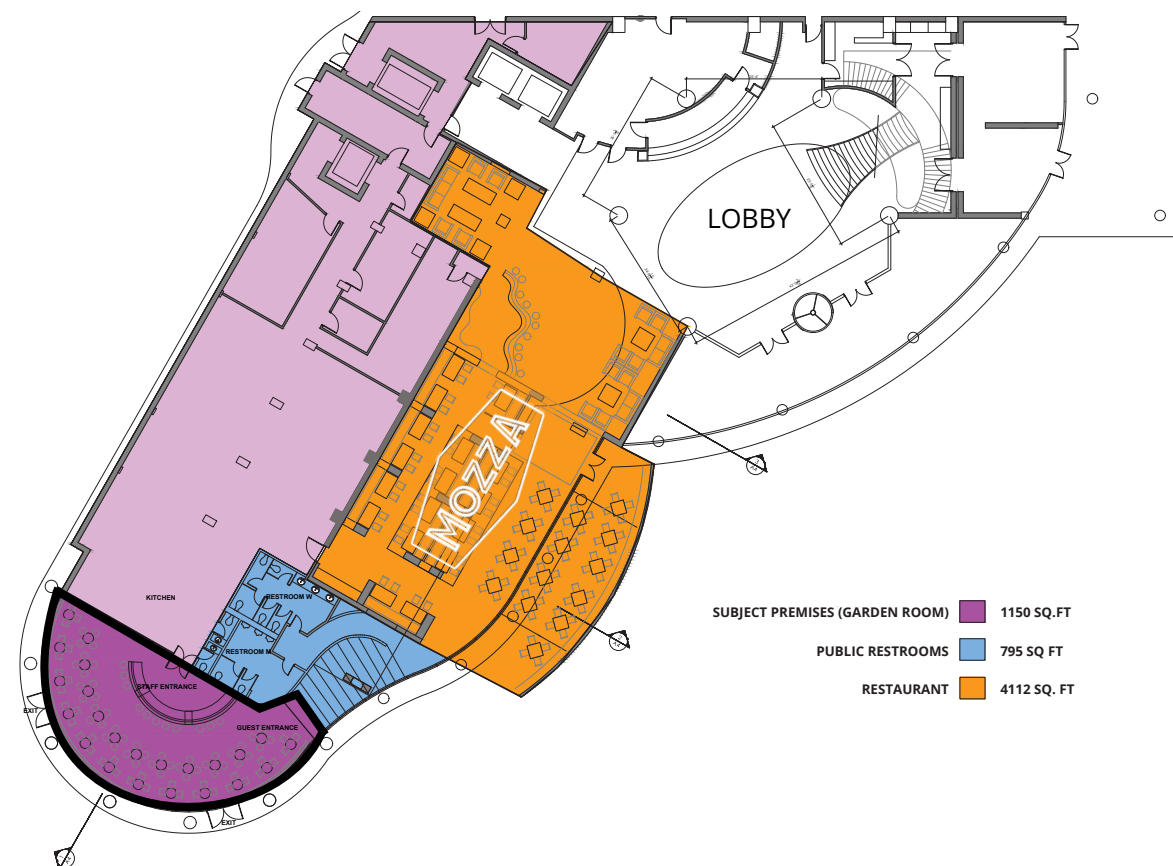 LOBBY
MOZZA
KITCHEN
RESTROOM W
RESTROOM M
STAFF ENTRANCE
GUEST ENTRANCE
EXIT
EXIT
SUBJECT PREMISES (GARDEN ROOM) 1150 SQ.FT
PUBLIC RESTROOMS 795 SQ FT
RESTAURANT 4112 SQ. FT